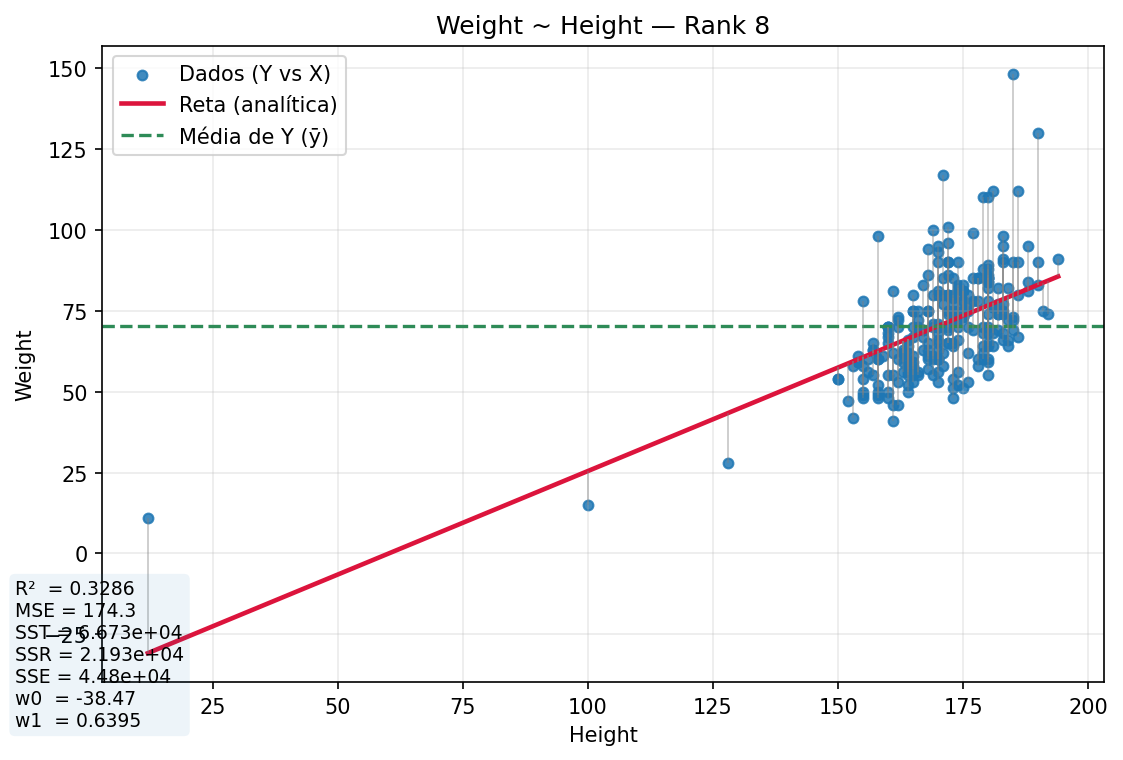 Weight ~ Height — Rank 8
Dados (Y vs X)
Reta (analítica)
Média de Y (ȳ)
Weight
150
125
100
75
50
25
0
−25
R² = 0.3286
MSE = 174.3
SST = 6.673e+04
SSR = 2.193e+04
SSE = 4.48e+04
w0 = -38.47
w1 = 0.6395
25 50 75 100 125 150 175 200
Height